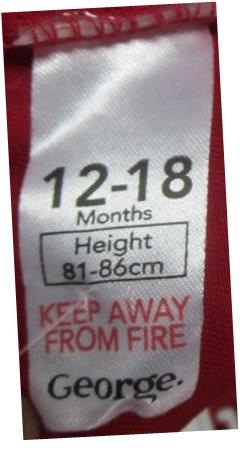 12-18
Months
Height
81-86cm
KEEP AWAY
FROM FIRE
George.